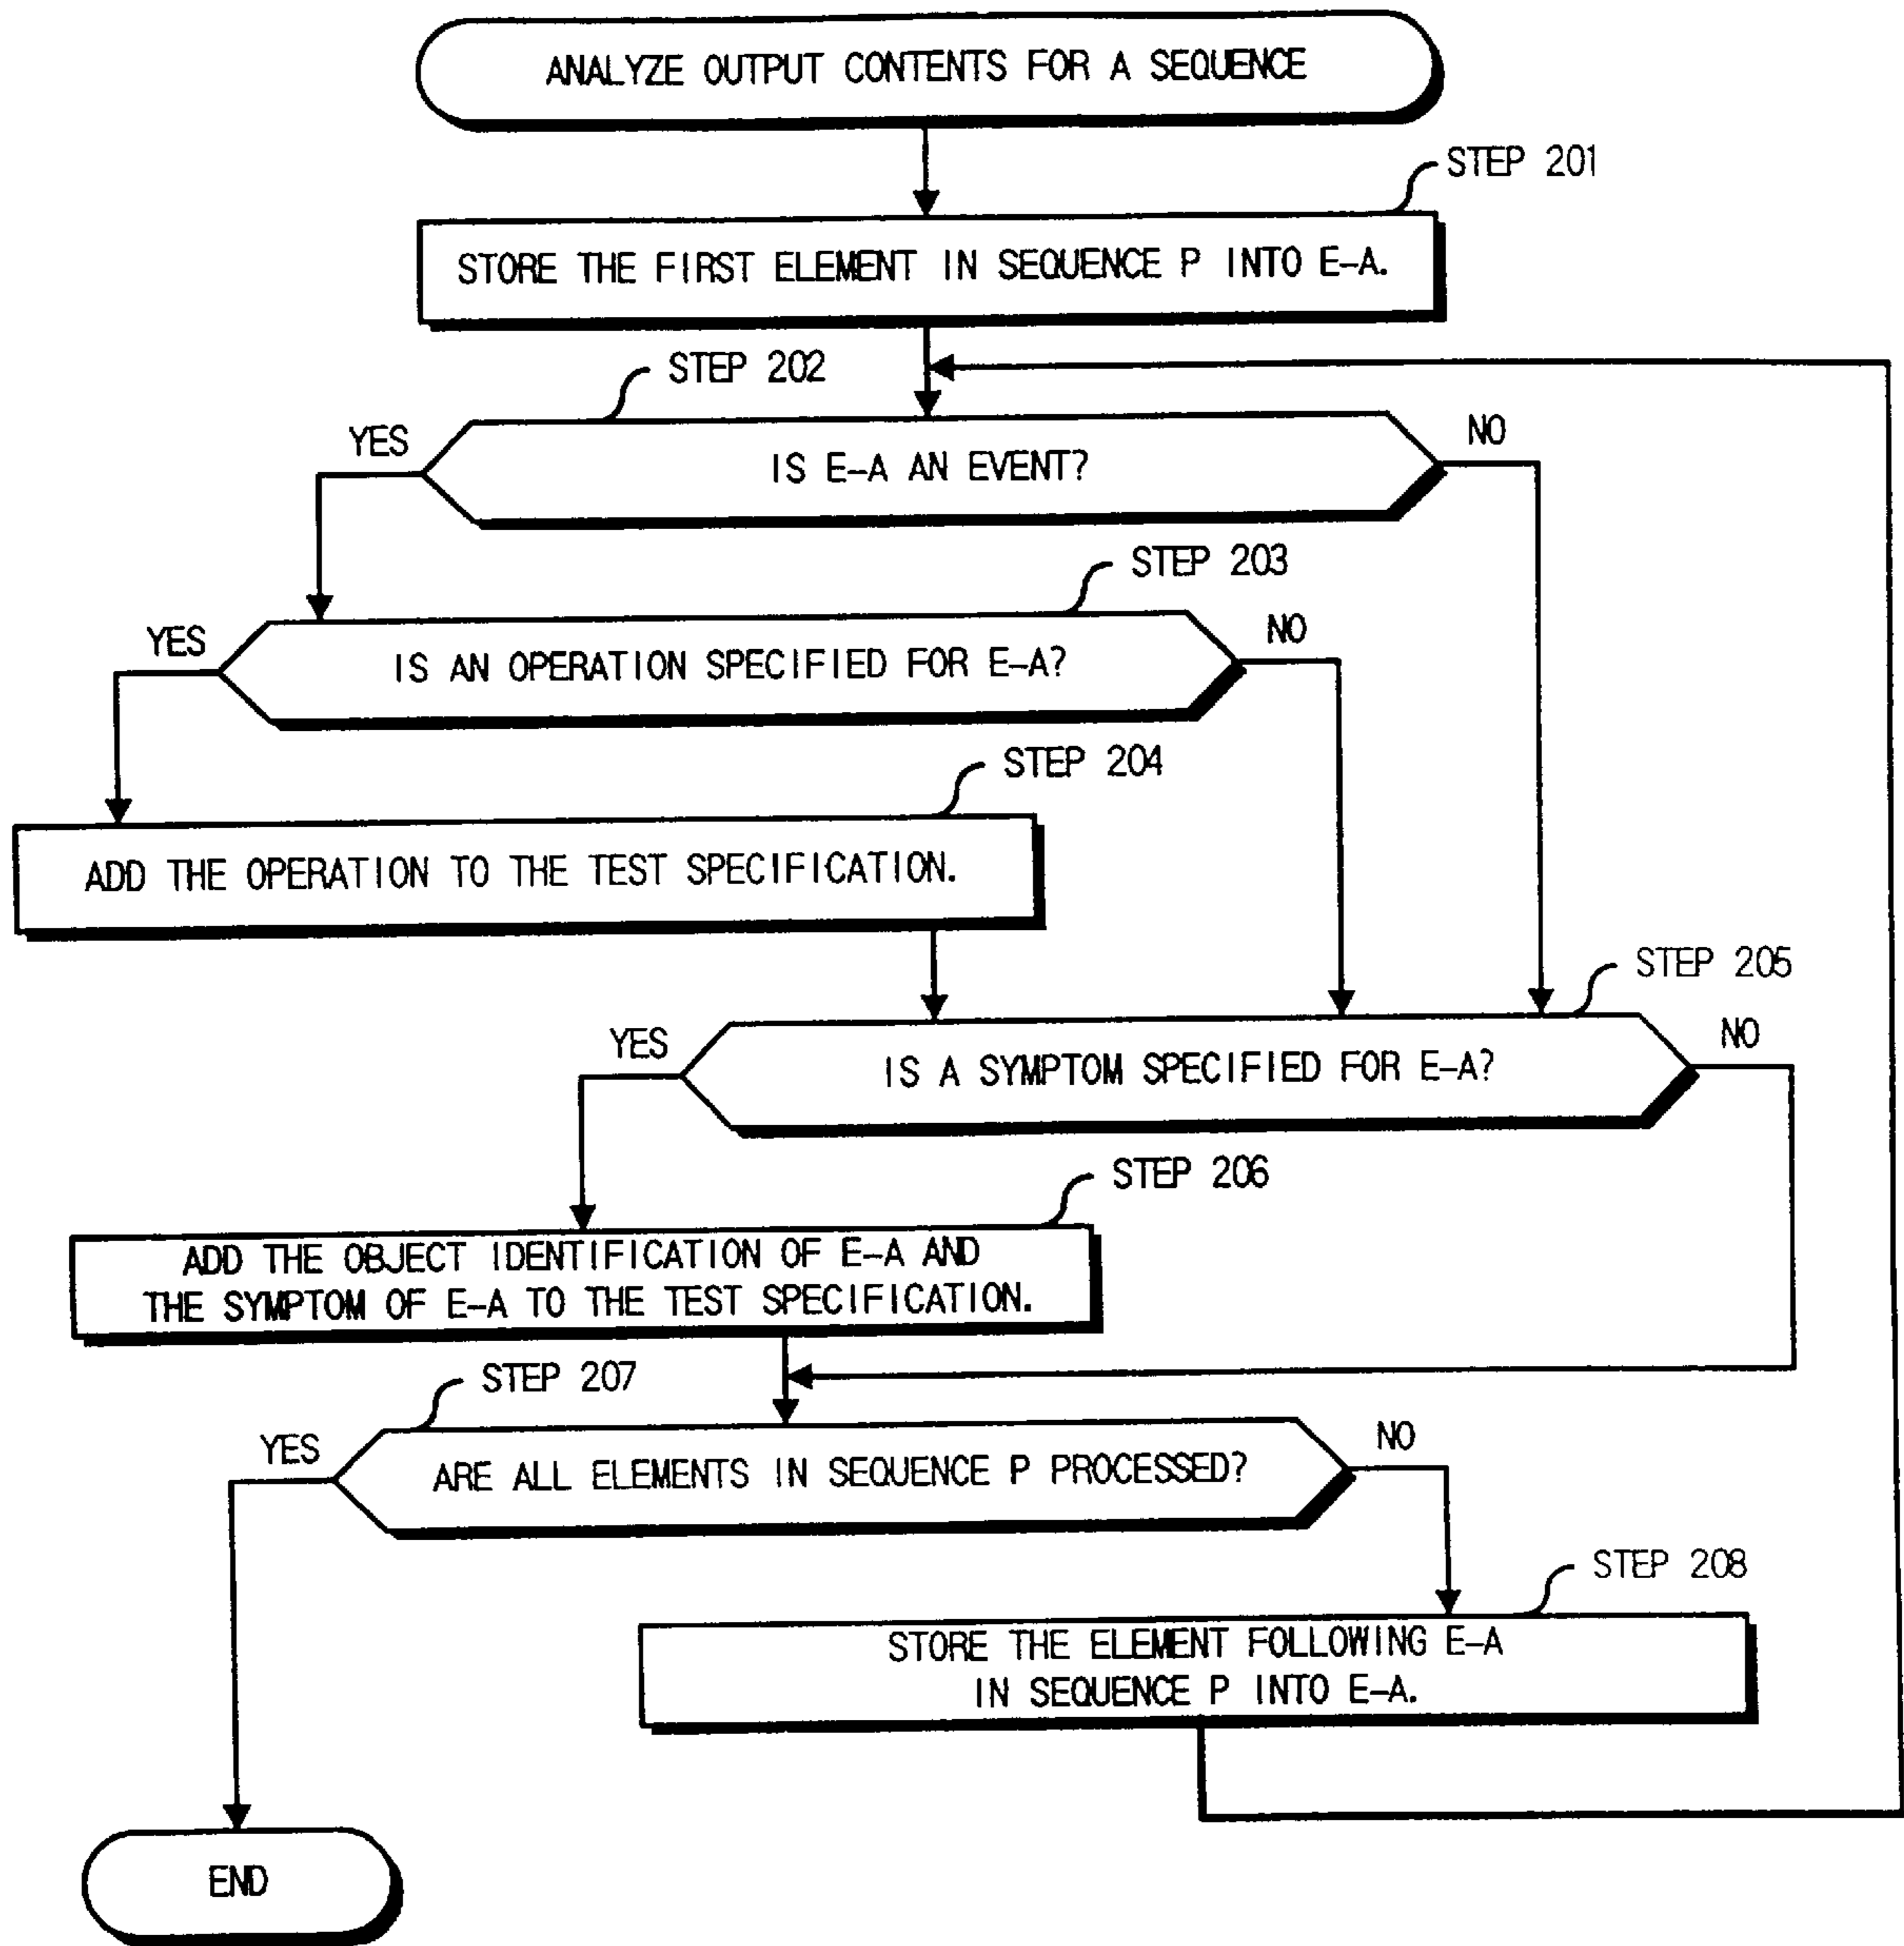 ANALYZE OUTPUT CONTENTS FOR A SEQUENCE
STEP 201
STORE THE FIRST ELEMENT IN SEQUENCE P INTO E-A.
STEP 202
YES
IS E-A AN EVENT?
NO
STEP 203
YES
IS AN OPERATION SPECIFIED FOR E-A?
NO
STEP 204
ADD THE OPERATION TO THE TEST SPECIFICATION.
STEP 205
YES
IS A SYMPTOM SPECIFIED FOR E-A?
NO
STEP 206
ADD THE OBJECT IDENTIFICATION OF E-A AND
THE SYMPTOM OF E-A TO THE TEST SPECIFICATION.
STEP 207
YES
ARE ALL ELEMENTS IN SEQUENCE P PROCESSED?
NO
STEP 208
STORE THE ELEMENT FOLLOWING E-A
IN SEQUENCE P INTO E-A.
END